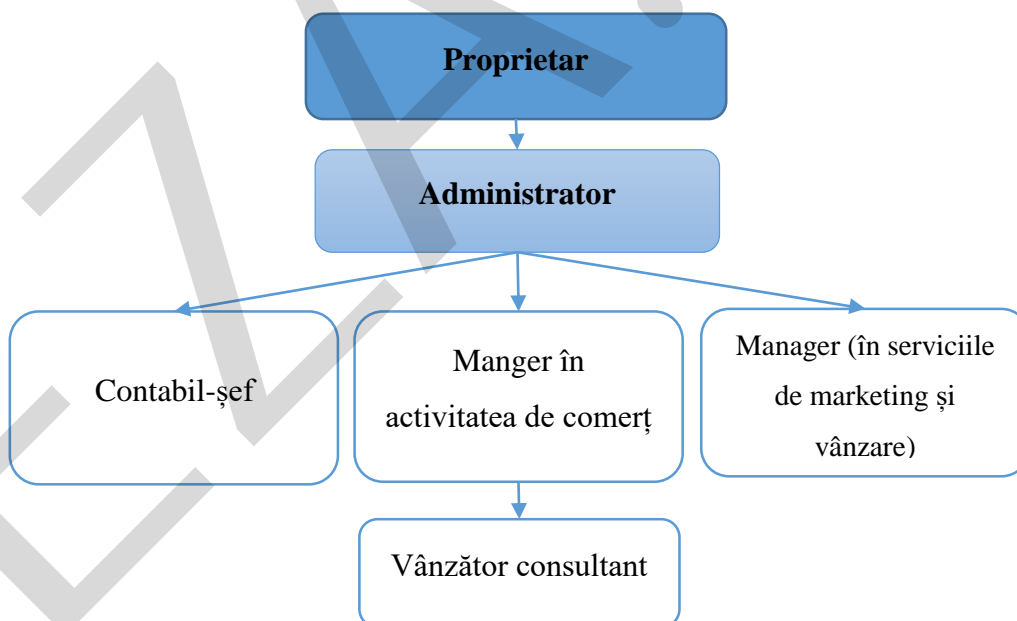 Proprietar
Administrator
Contabil-șef
Manger în
activitatea de comerț
Manager (în serviciile
de marketing și
vânzare)
Vânzător consultant